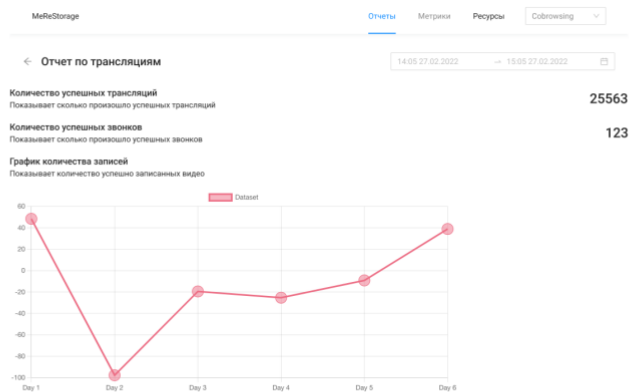 MeReStorage
Отчеты Метрики Ресурсы Cobrowsing
← Отчет по трансляциям 14:05 27.02.2022 → 15:05 27.02.2022
Количество успешных трансляций
Показывает сколько произошло успешных трансляций
25563
Количество успешных звонков
Показывает сколько произошло успешных звонков
123
График количества записей
Показывает количество успешно записанных видео
Dataset
60
40
20
0
-20
-40
-60
-80
-100
Day 1 Day 2 Day 3 Day 4 Day 5 Day 6